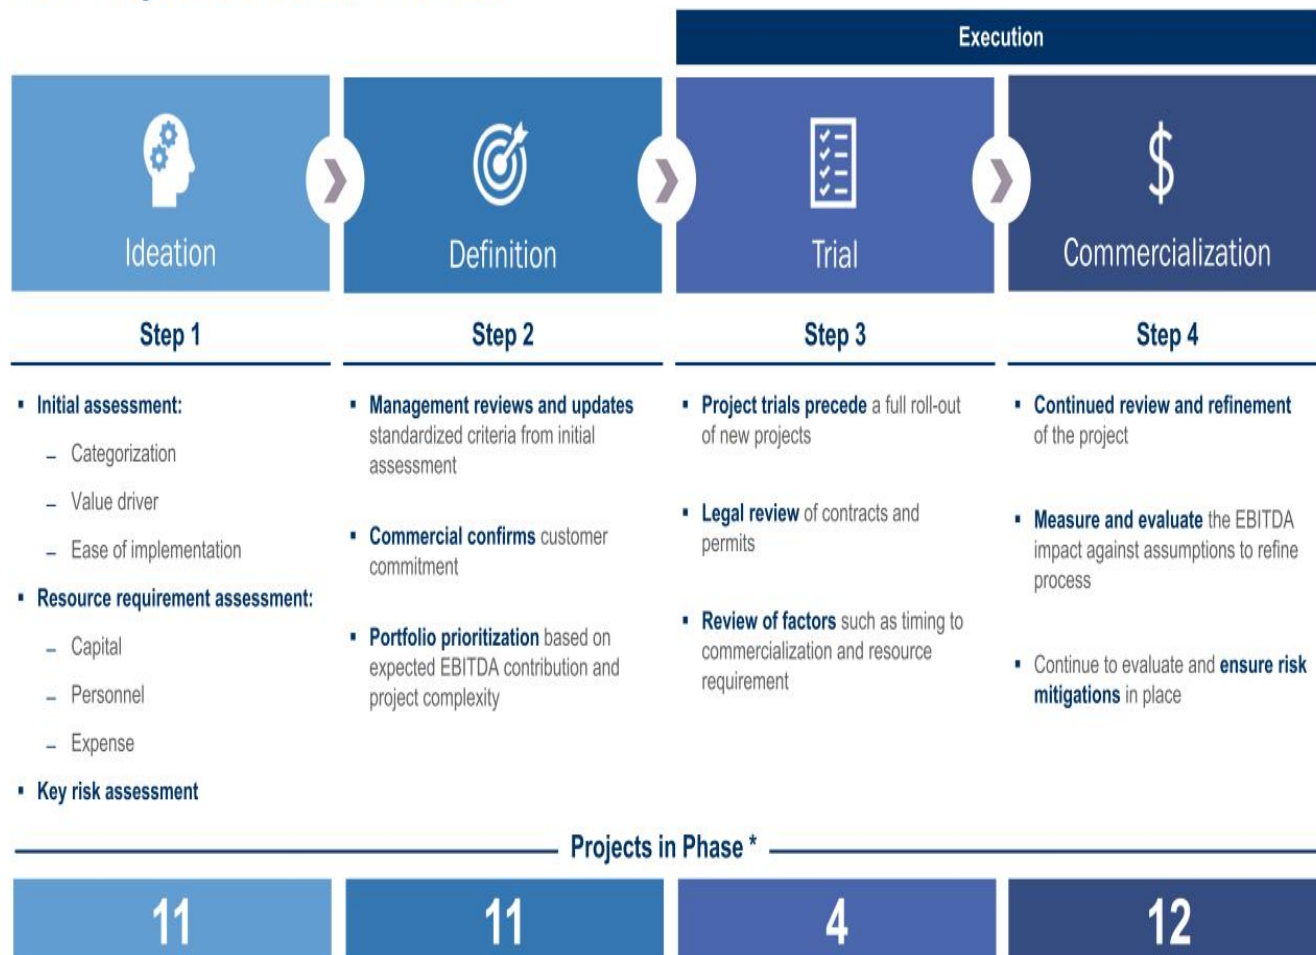 Execution
Ideation
Definition
Trial
$
Commercialization
Step 1
Step 2
Step 3
Step 4
▪ Initial assessment:
– Categorization
– Value driver
– Ease of implementation
▪ Resource requirement assessment:
– Capital
– Personnel
– Expense
▪ Key risk assessment
▪ Management reviews and updates
standardized criteria from initial
assessment
▪ Commercial confirms customer
commitment
▪ Portfolio prioritization based on
expected EBITDA contribution and
project complexity
▪ Project trials precede a full roll-out
of new projects
▪ Legal review of contracts and
permits
▪ Review of factors such as timing to
commercialization and resource
requirement
▪ Continued review and refinement
of the project
▪ Measure and evaluate the EBITDA
impact against assumptions to refine
process
▪ Continue to evaluate and ensure risk
mitigations in place
Projects in Phase *
11
11
4
12